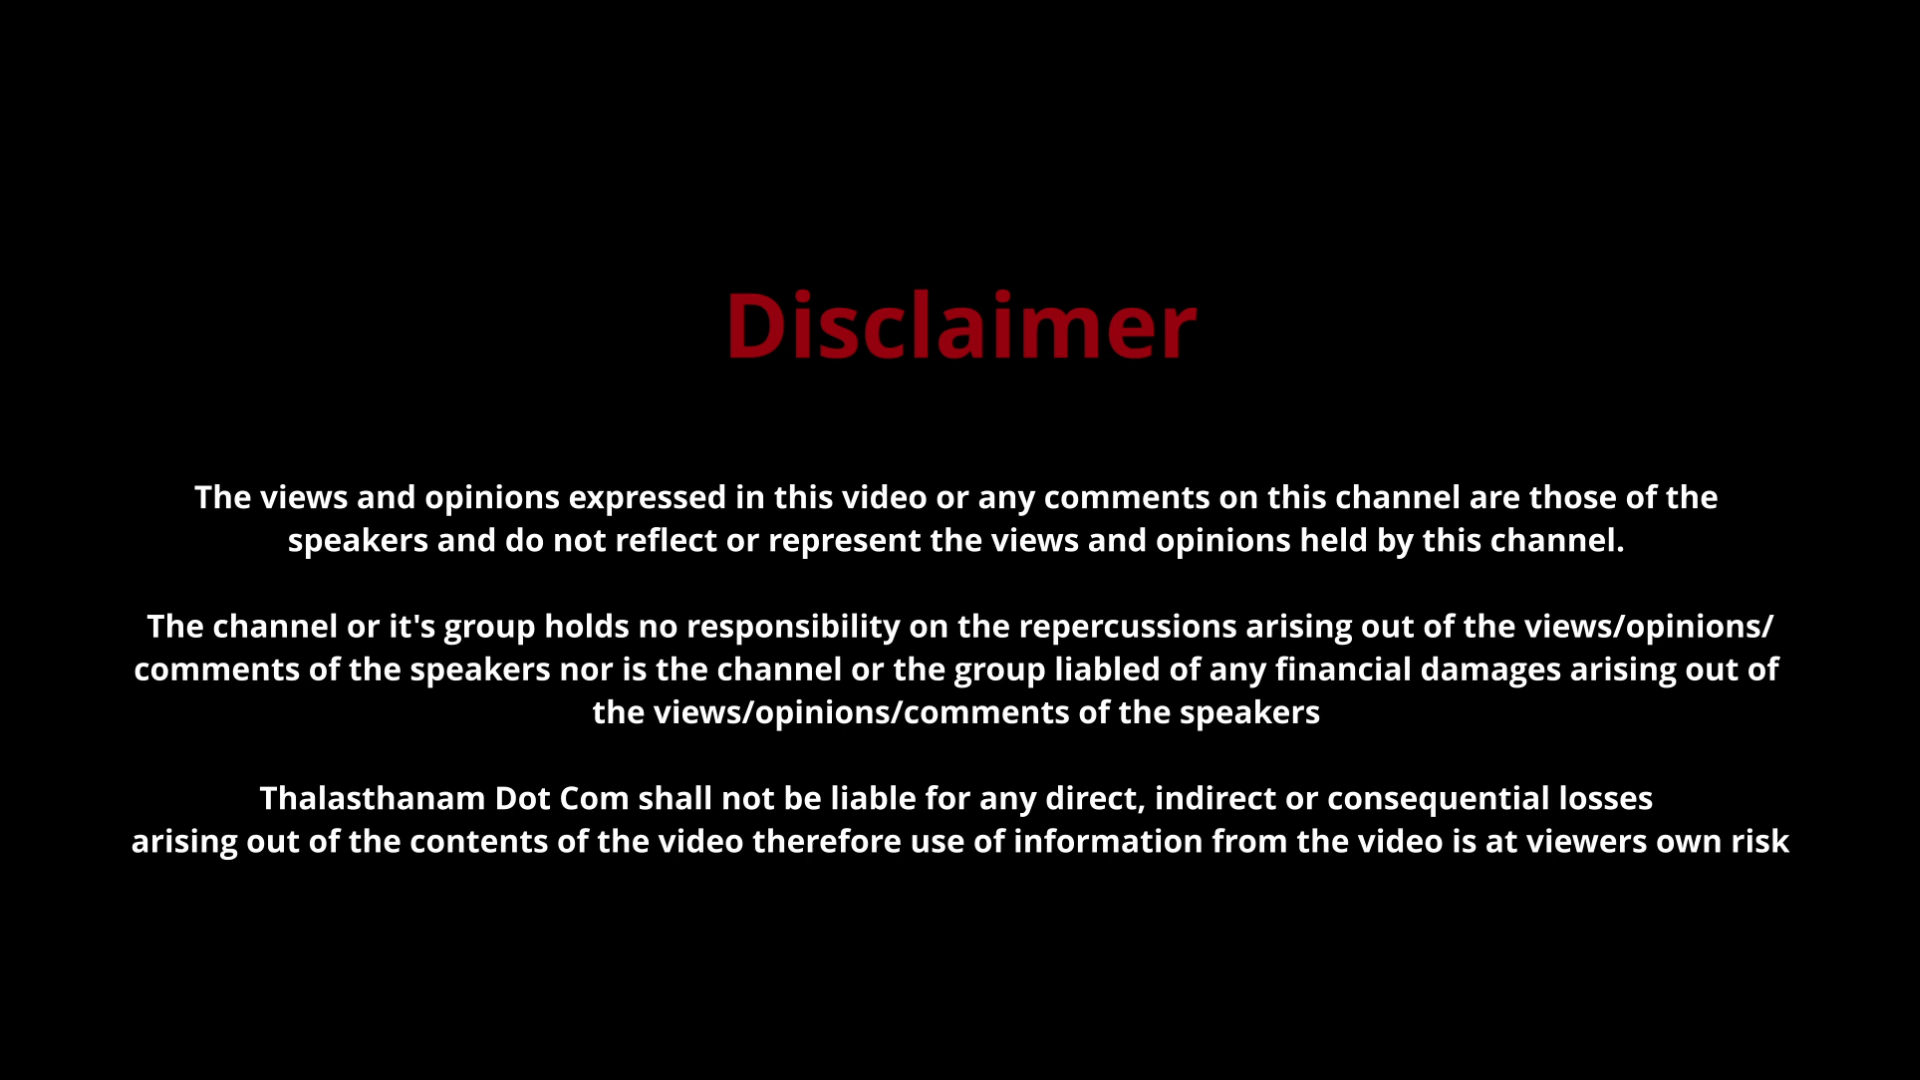 Disclaimer
The views and opinions expressed in this video or any comments on this channel are those of the
speakers and do not reflect or represent the views and opinions held by this channel.
The channel or it's group holds no responsibility on the repercussions arising out of the views/opinions/
comments of the speakers nor is the channel or the group liabled of any financial damages arising out of
the views/opinions/comments of the speakers
Thalasthanam Dot Com shall not be liable for any direct, indirect or consequential losses
arising out of the contents of the video therefore use of information from the video is at viewers own risk